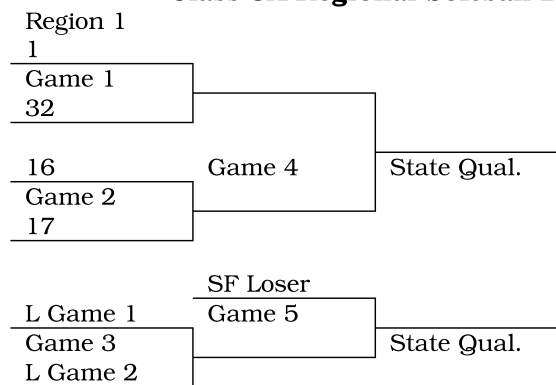 Region 1
1
Game 1
32
16
Game 4
State Qual.
Game 2
17
SF Loser
L Game 1
Game 5
Game 3
State Qual.
L Game 2